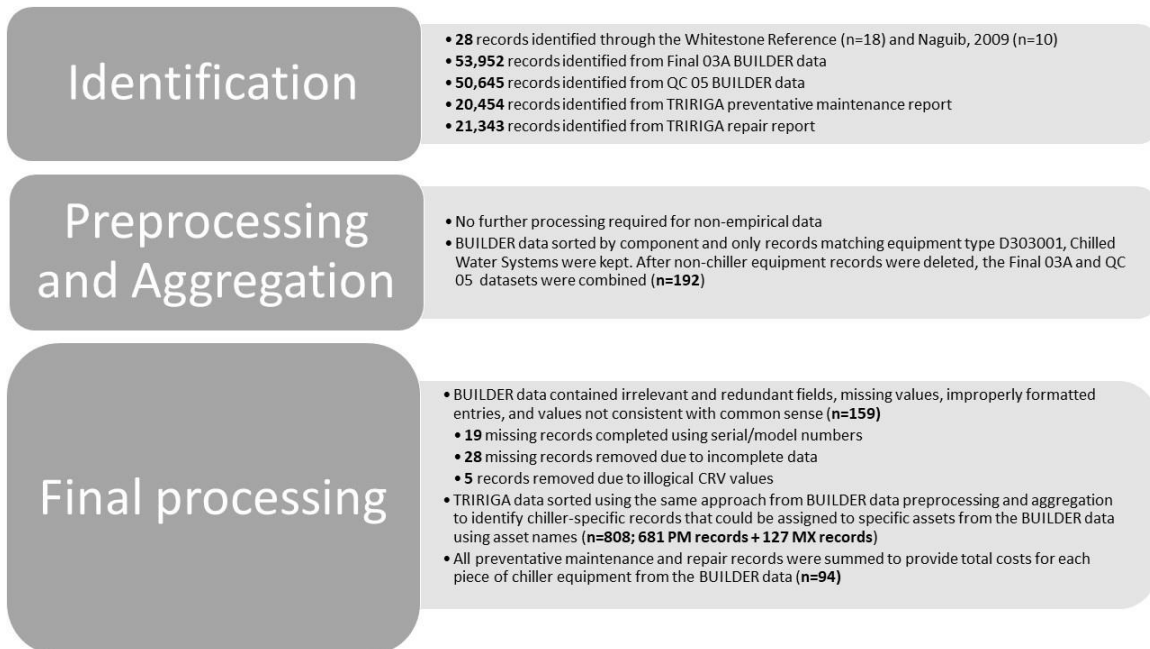 Identification
• 28 records identified through the Whitestone Reference (n=18) and Naguib, 2009 (n=10)
• 53,952 records identified from Final 03A BUILDER data
• 50,645 records identified from QC 05 BUILDER data
• 20,454 records identified from TRIRIGA preventative maintenance report
• 21,343 records identified from TRIRIGA repair report
Preprocessing
and Aggregation
• No further processing required for non-empirical data
• BUILDER data sorted by component and only records matching equipment type D303001, Chilled
Water Systems were kept. After non-chiller equipment records were deleted, the Final 03A and QC
05 datasets were combined (n=192)
Final processing
• BUILDER data contained irrelevant and redundant fields, missing values, improperly formatted
entries, and values not consistent with common sense (n=159)
• 19 missing records completed using serial/model numbers
• 28 missing records removed due to incomplete data
• 5 records removed due to illogical CRV values
• TRIRIGA data sorted using the same approach from BUILDER data preprocessing and aggregation
to identify chiller-specific records that could be assigned to specific assets from the BUILDER data
using asset names (n=808; 681 PM records + 127 MX records)
• All preventative maintenance and repair records were summed to provide total costs for each
piece of chiller equipment from the BUILDER data (n=94)